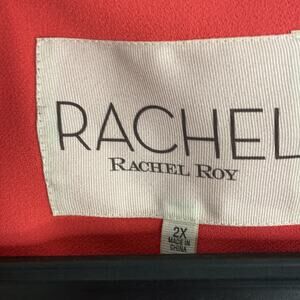 RACHEL
RACHEL ROY
2X
MADE IN
CHINA